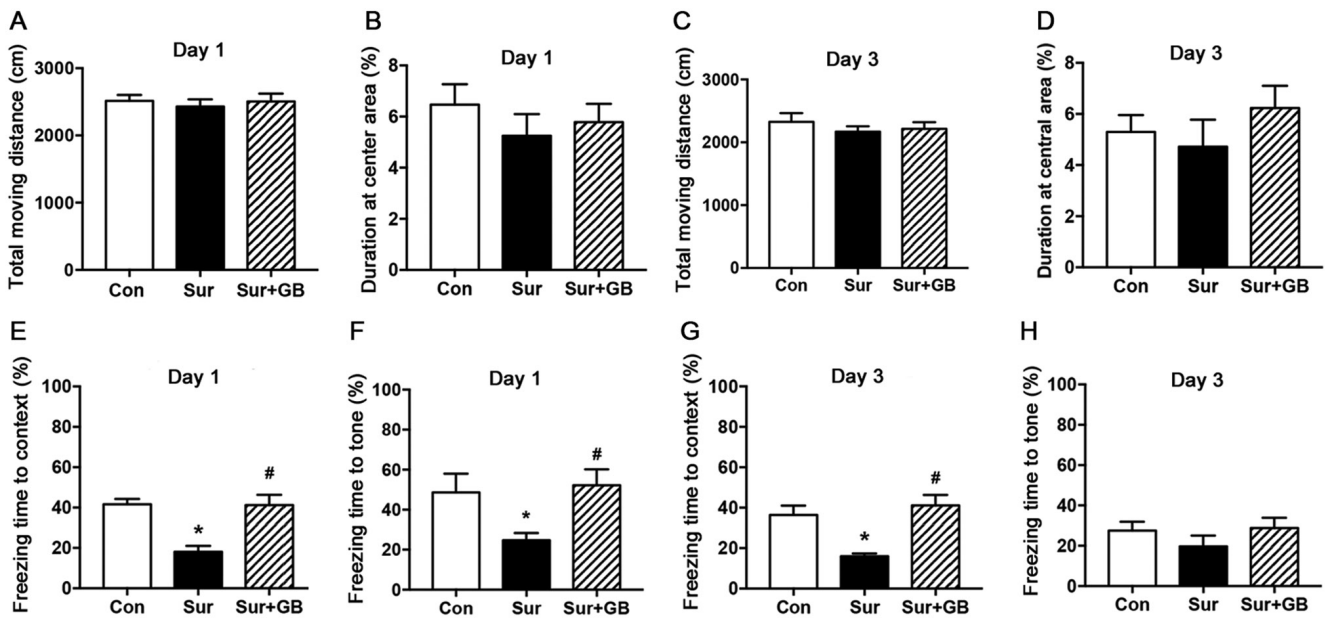 A
Day 1
Total moving distance (cm)
3000
2000
1000
0
Con Sur Sur+GB
B
Day 1
Duration at center area (%)
8
6
4
2
0
Con Sur Sur+GB
C
Day 3
Total moving distance (cm)
3000
2000
1000
0
Con Sur Sur+GB
D
Day 3
Duration at central area (%)
8
6
4
2
0
Con Sur Sur+GB
E
Day 1
Freezing time to context (%)
100
80
60
40
20
0
*
#
Con Sur Sur+GB
F
Day 1
Freezing time to tone (%)
100
80
60
40
20
0
*
#
Con Sur Sur+GB
G
Day 3
Freezing time to context (%)
100
80
60
40
20
0
*
#
Con Sur Sur+GB
H
Day 3
Freezing time to tone (%)
100
80
60
40
20
0
Con Sur Sur+GB